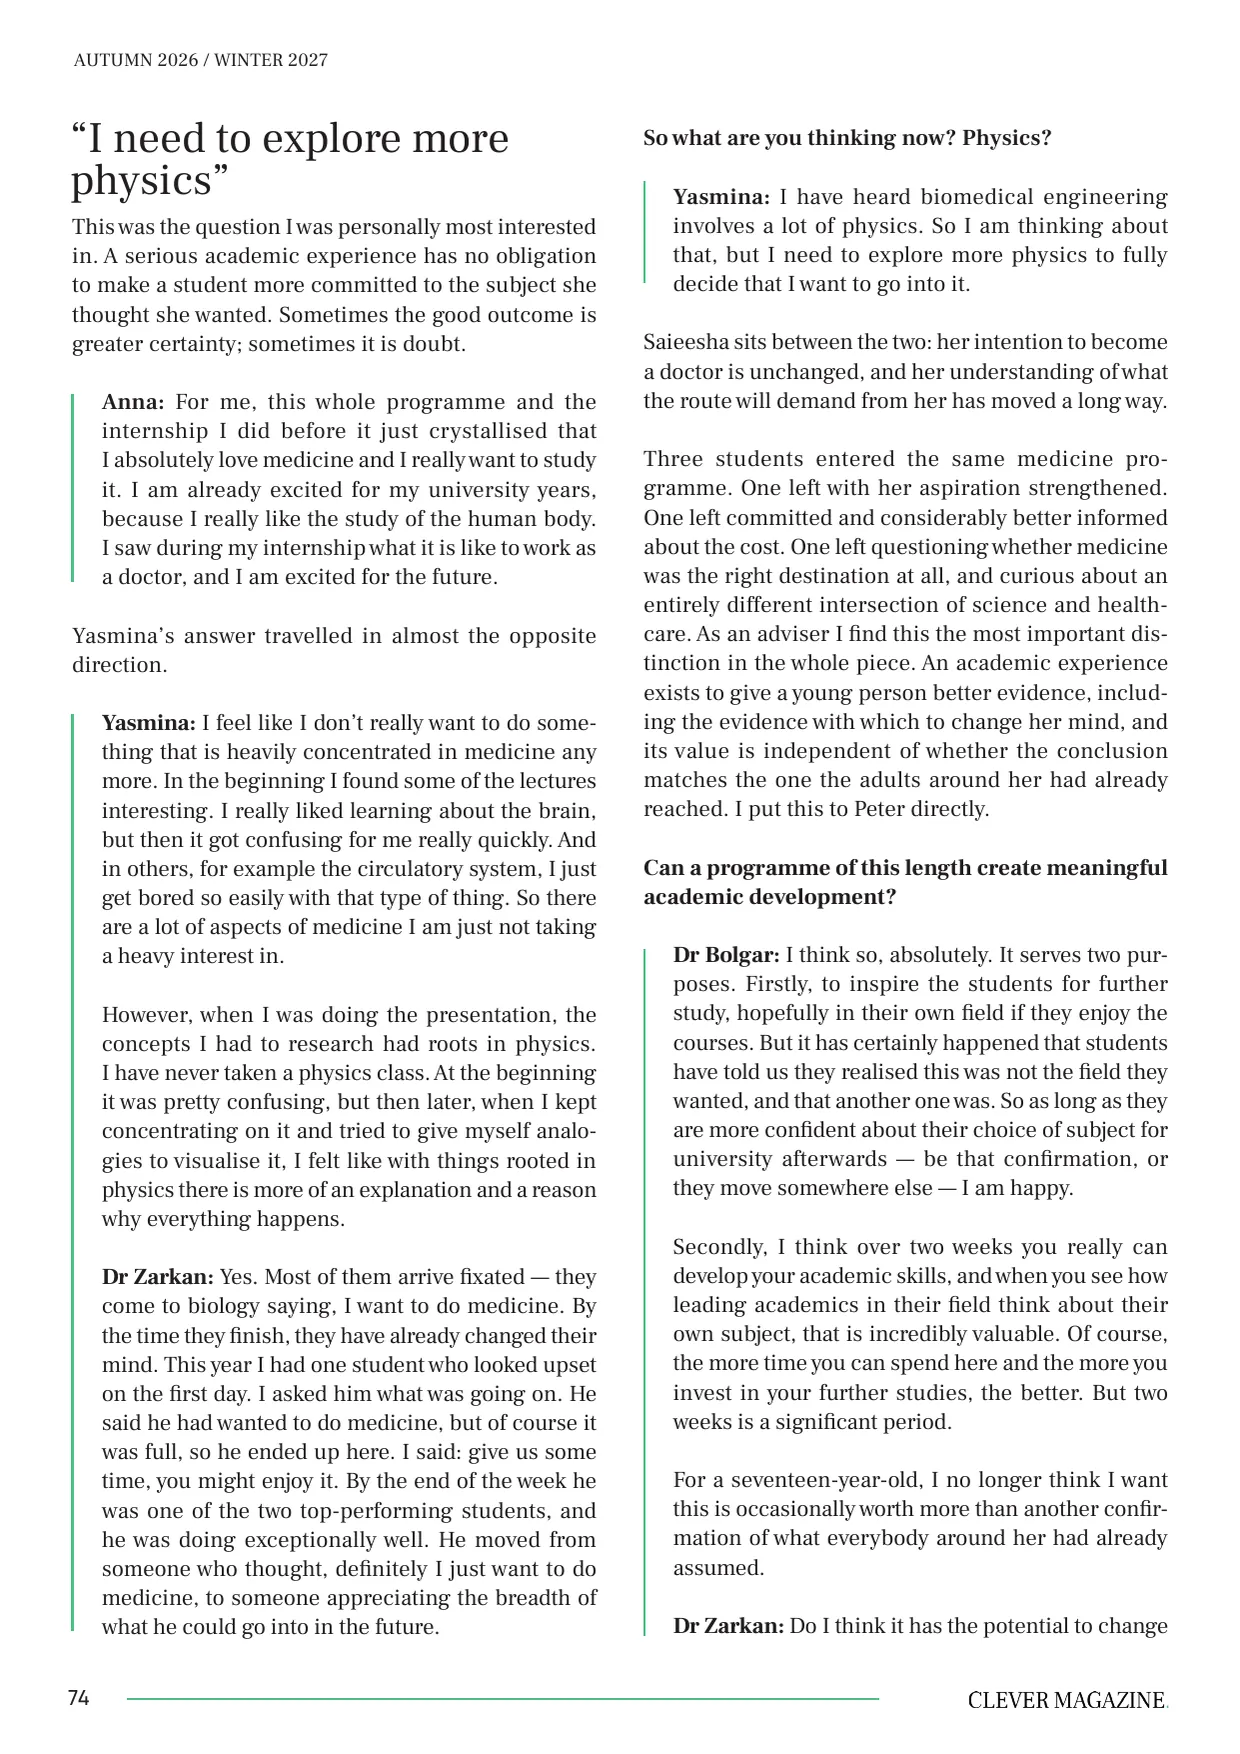 AUTUMN 2026 / WINTER 2027
“I need to explore more
physics”
This was the question I was personally most interested
in. A serious academic experience has no obligation
to make a student more committed to the subject she
thought she wanted. Sometimes the good outcome is
greater certainty; sometimes it is doubt.
Anna: For me, this whole programme and the
internship I did before it just crystallised that
I absolutely love medicine and I really want to study
it. I am already excited for my university years,
because I really like the study of the human body.
I saw during my internship what it is like to work as
a doctor, and I am excited for the future.
Yasmina’s answer travelled in almost the opposite
direction.
Yasmina: I feel like I don’t really want to do some-
thing that is heavily concentrated in medicine any
more. In the beginning I found some of the lectures
interesting. I really liked learning about the brain,
but then it got confusing for me really quickly. And
in others, for example the circulatory system, I just
get bored so easily with that type of thing. So there
are a lot of aspects of medicine I am just not taking
a heavy interest in.
However, when I was doing the presentation, the
concepts I had to research had roots in physics.
I have never taken a physics class. At the beginning
it was pretty confusing, but then later, when I kept
concentrating on it and tried to give myself analo-
gies to visualise it, I felt like with things rooted in
physics there is more of an explanation and a reason
why everything happens.
Dr Zarkan: Yes. Most of them arrive fixated — they
come to biology saying, I want to do medicine. By
the time they finish, they have already changed their
mind. This year I had one student who looked upset
on the first day. I asked him what was going on. He
said he had wanted to do medicine, but of course it
was full, so he ended up here. I said: give us some
time, you might enjoy it. By the end of the week he
was one of the two top-performing students, and
he was doing exceptionally well. He moved from
someone who thought, definitely I just want to do
medicine, to someone appreciating the breadth of
what he could go into in the future.
So what are you thinking now? Physics?
Yasmina: I have heard biomedical engineering
involves a lot of physics. So I am thinking about
that, but I need to explore more physics to fully
decide that I want to go into it.
Saieesha sits between the two: her intention to become
a doctor is unchanged, and her understanding of what
the route will demand from her has moved a long way.
Three students entered the same medicine pro-
gramme. One left with her aspiration strengthened.
One left committed and considerably better informed
about the cost. One left questioning whether medicine
was the right destination at all, and curious about an
entirely different intersection of science and health-
care. As an adviser I find this the most important dis-
tinction in the whole piece. An academic experience
exists to give a young person better evidence, includ-
ing the evidence with which to change her mind, and
its value is independent of whether the conclusion
matches the one the adults around her had already
reached. I put this to Peter directly.
Can a programme of this length create meaningful
academic development?
Dr Bolgar: I think so, absolutely. It serves two pur-
poses. Firstly, to inspire the students for further
study, hopefully in their own field if they enjoy the
courses. But it has certainly happened that students
have told us they realised this was not the field they
wanted, and that another one was. So as long as they
are more confident about their choice of subject for
university afterwards — be that confirmation, or
they move somewhere else — I am happy.
Secondly, I think over two weeks you really can
develop your academic skills, and when you see how
leading academics in their field think about their
own subject, that is incredibly valuable. Of course,
the more time you can spend here and the more you
invest in your further studies, the better. But two
weeks is a significant period.
For a seventeen-year-old, I no longer think I want
this is occasionally worth more than another confir-
mation of what everybody around her had already
assumed.
Dr Zarkan: Do I think it has the potential to change
74
CLEVER MAGAZINE.